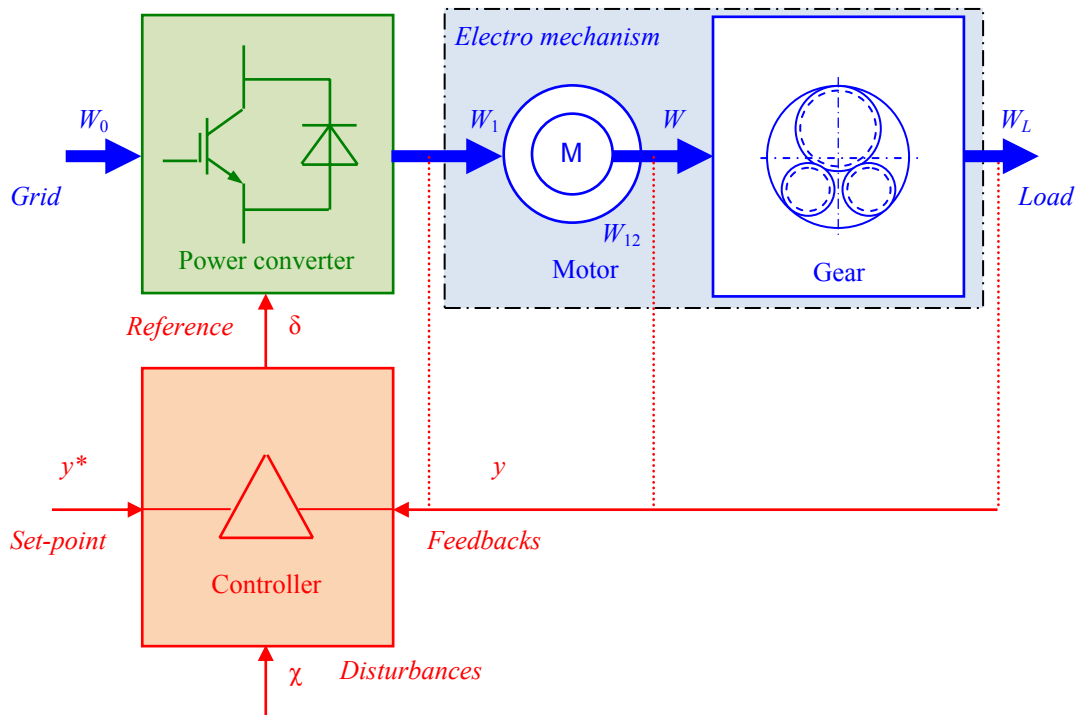 Electro mechanism
W0
W1
W
WL
M
Grid
Load
W12
Power converter
Motor
Gear
Reference
δ
y*
y
Set-point
Feedbacks
Controller
χ
Disturbances